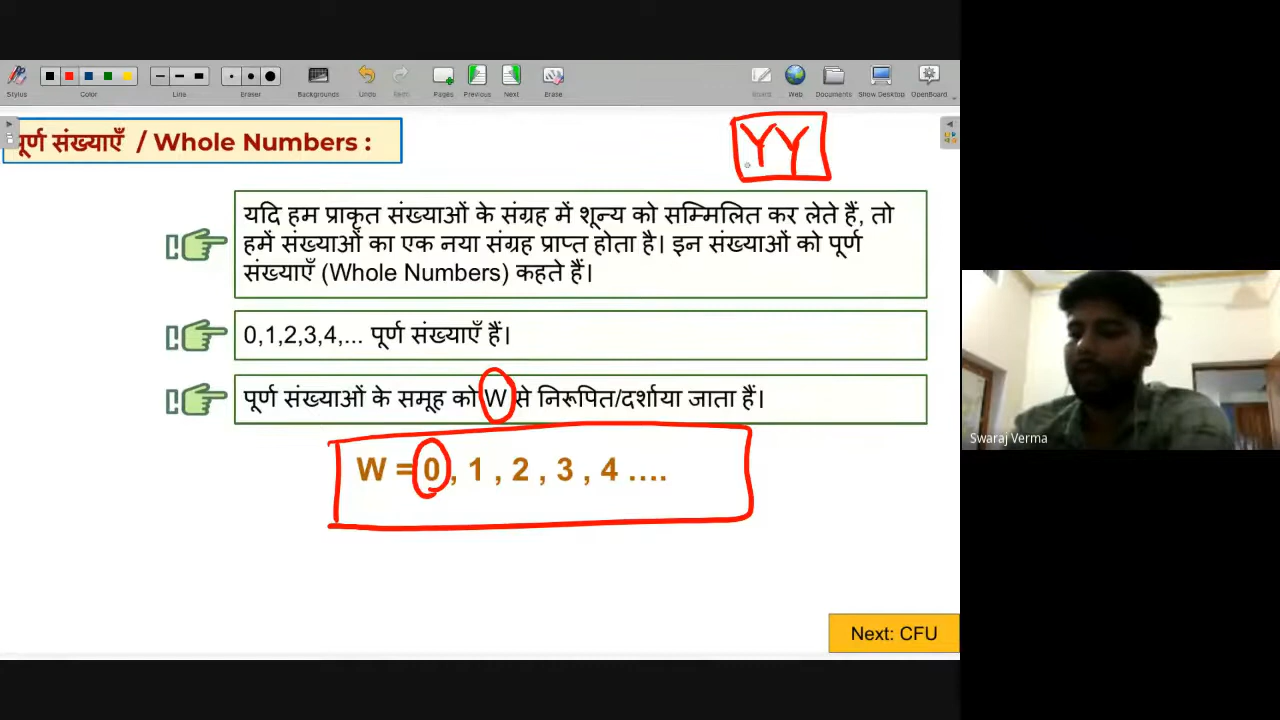 Stylus Color Line Eraser Backgrounds Undo Redo Pages Previous Next Erase Board Web Documents Show Desktop OpenBoard
पूर्ण संख्याएँ / Whole Numbers :
YY
यदि हम प्राकृत संख्याओं के संग्रह में शून्य को सम्मिलित कर लेते हैं, तो
हमें संख्याओं का एक नया संग्रह प्राप्त होता है। इन संख्याओं को पूर्ण
संख्याएँ (Whole Numbers) कहते हैं।
0,1,2,3,4,... पूर्ण संख्याएँ हैं।
पूर्ण संख्याओं के समूह को W से निरूपित/दर्शाया जाता हैं।
W = 0 , 1 , 2 , 3 , 4 ....
Swaraj Verma
Next: CFU